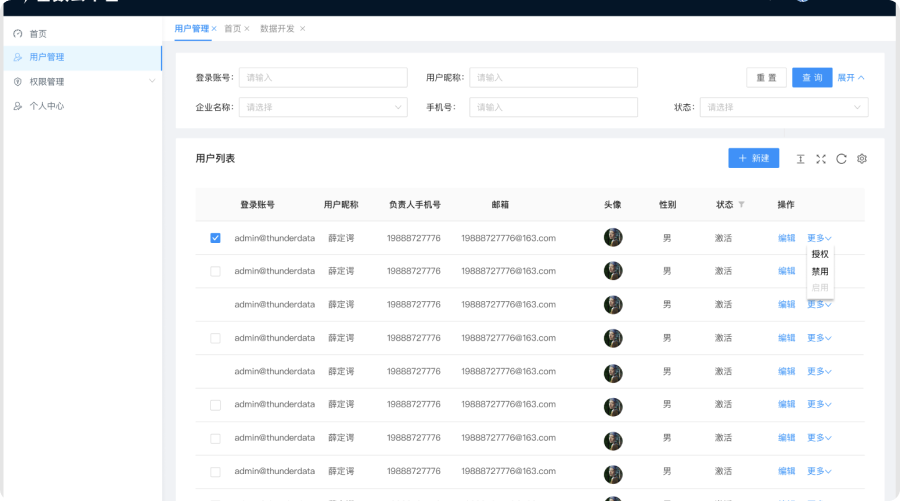 首页
用户管理
权限管理
个人中心
用户管理 首页 数据开发
登录账号: 请输入 用户昵称: 请输入 重置 查询 展开
企业名称: 请选择 手机号: 请输入 状态: 请选择
用户列表 + 新建
登录账号 用户昵称 负责人手机号 邮箱 头像 性别 状态 操作
admin@thunderdata 薛定谔 19888727776 19888727776@163.com 男 激活 编辑 更多
授权
禁用
启用
admin@thunderdata 薛定谔 19888727776 19888727776@163.com 男 激活 编辑
admin@thunderdata 薛定谔 19888727776 19888727776@163.com 男 激活 编辑 更多
admin@thunderdata 薛定谔 19888727776 19888727776@163.com 男 激活 编辑 更多
admin@thunderdata 薛定谔 19888727776 19888727776@163.com 男 激活 编辑 更多
admin@thunderdata 薛定谔 19888727776 19888727776@163.com 男 激活 编辑 更多
admin@thunderdata 薛定谔 19888727776 19888727776@163.com 男 激活 编辑 更多
admin@thunderdata 薛定谔 19888727776 19888727776@163.com 男 激活 编辑 更多